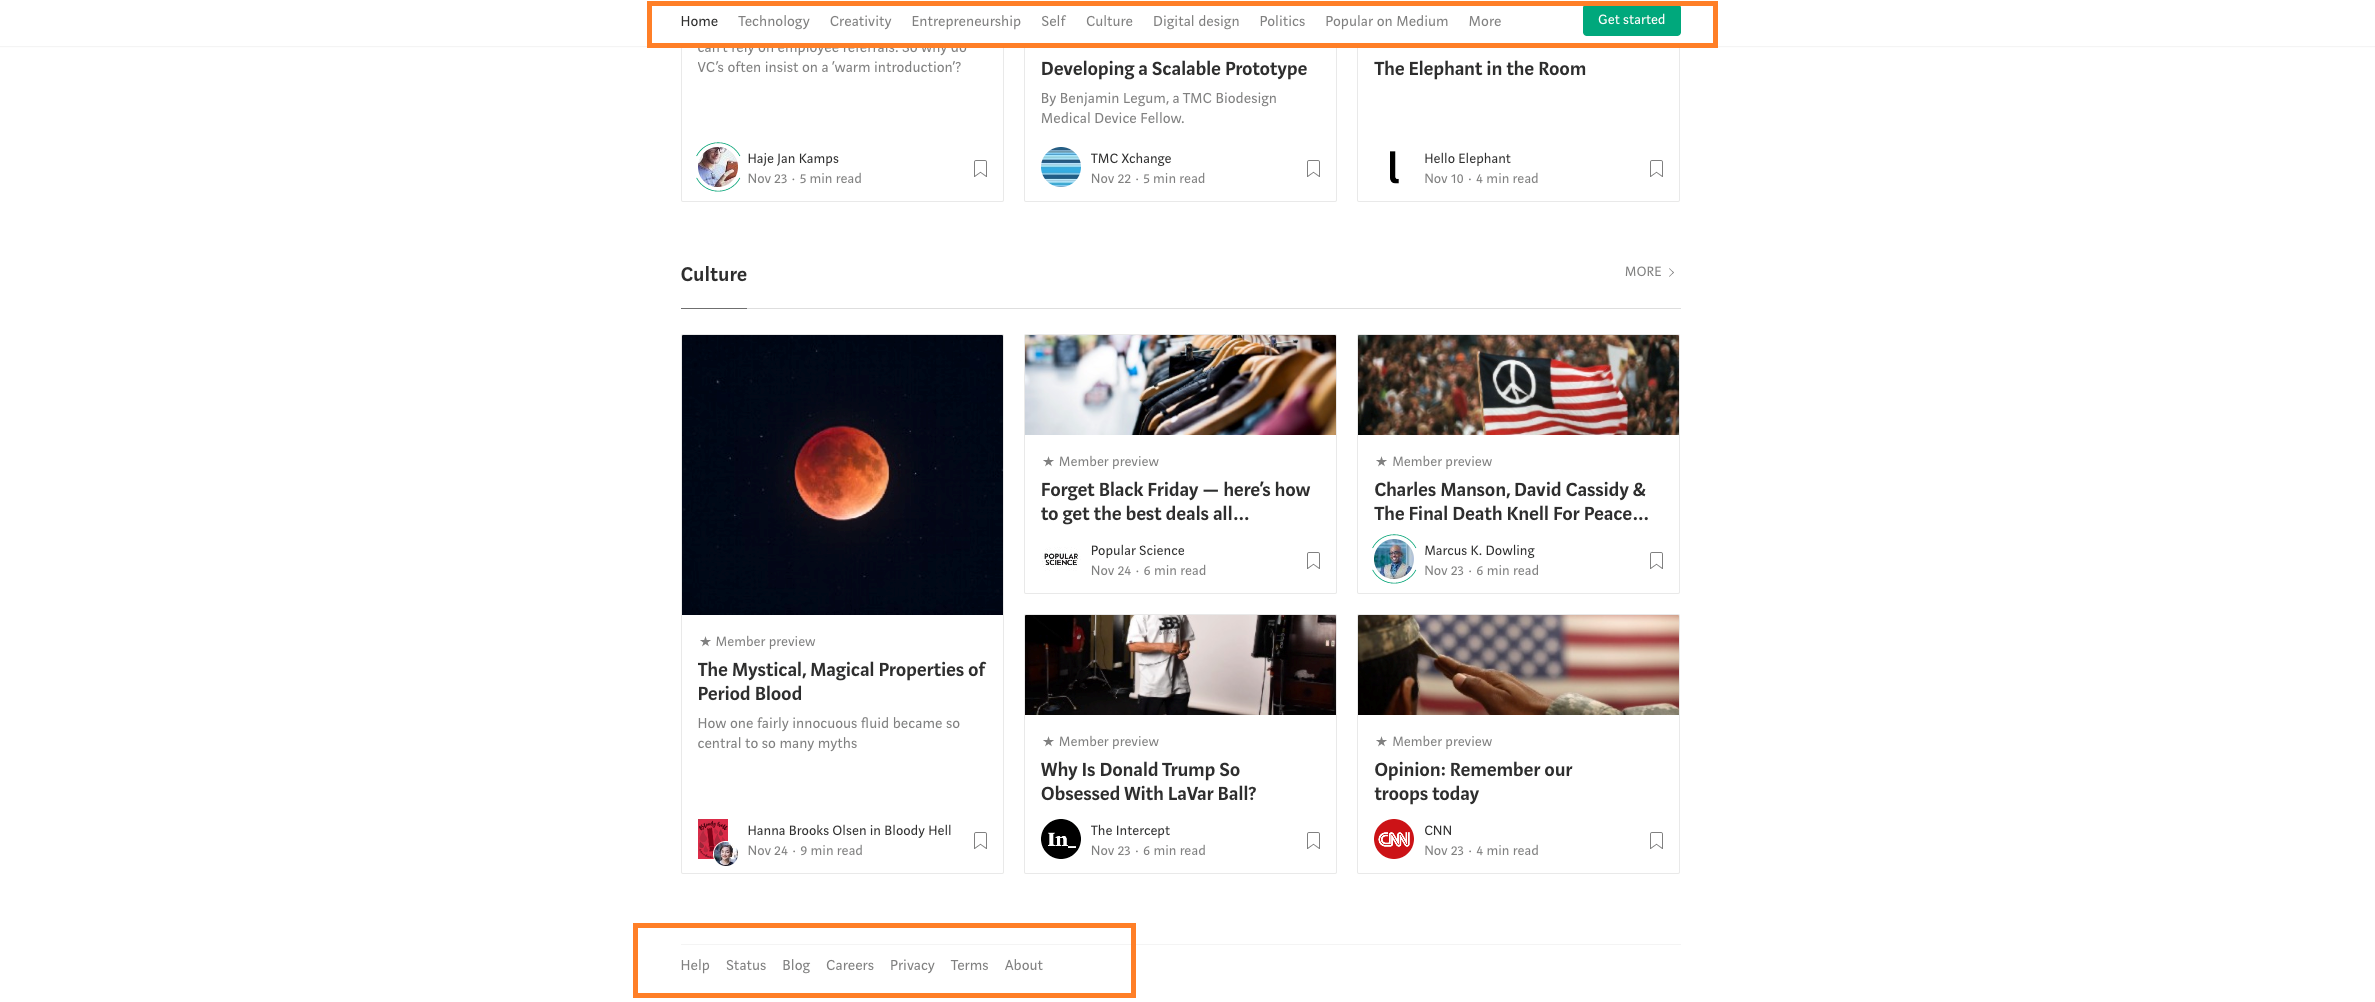 Home Technology Creativity Entrepreneurship Self Culture Digital design Politics Popular on Medium More Get started
can't rely on employee referrals. So why do
VC's often insist on a 'warm introduction'?
Haje Jan Kamps
Nov 23 · 5 min read
Developing a Scalable Prototype
By Benjamin Legum, a TMC Biodesign
Medical Device Fellow.
TMC Xchange
Nov 22 · 5 min read
The Elephant in the Room
Hello Elephant
Nov 10 · 4 min read
Culture
MORE
★ Member preview
The Mystical, Magical Properties of
Period Blood
How one fairly innocuous fluid became so
central to so many myths
Hanna Brooks Olsen in Bloody Hell
Nov 24 · 9 min read
★ Member preview
Forget Black Friday — here's how
to get the best deals all...
POPULAR
SCIENCE
Popular Science
Nov 24 · 6 min read
★ Member preview
Charles Manson, David Cassidy &
The Final Death Knell For Peace...
Marcus K. Dowling
Nov 23 · 6 min read
★ Member preview
Why Is Donald Trump So
Obsessed With LaVar Ball?
In_
The Intercept
Nov 23 · 6 min read
★ Member preview
Opinion: Remember our
troops today
CNN
CNN
Nov 23 · 4 min read
Help Status Blog Careers Privacy Terms About